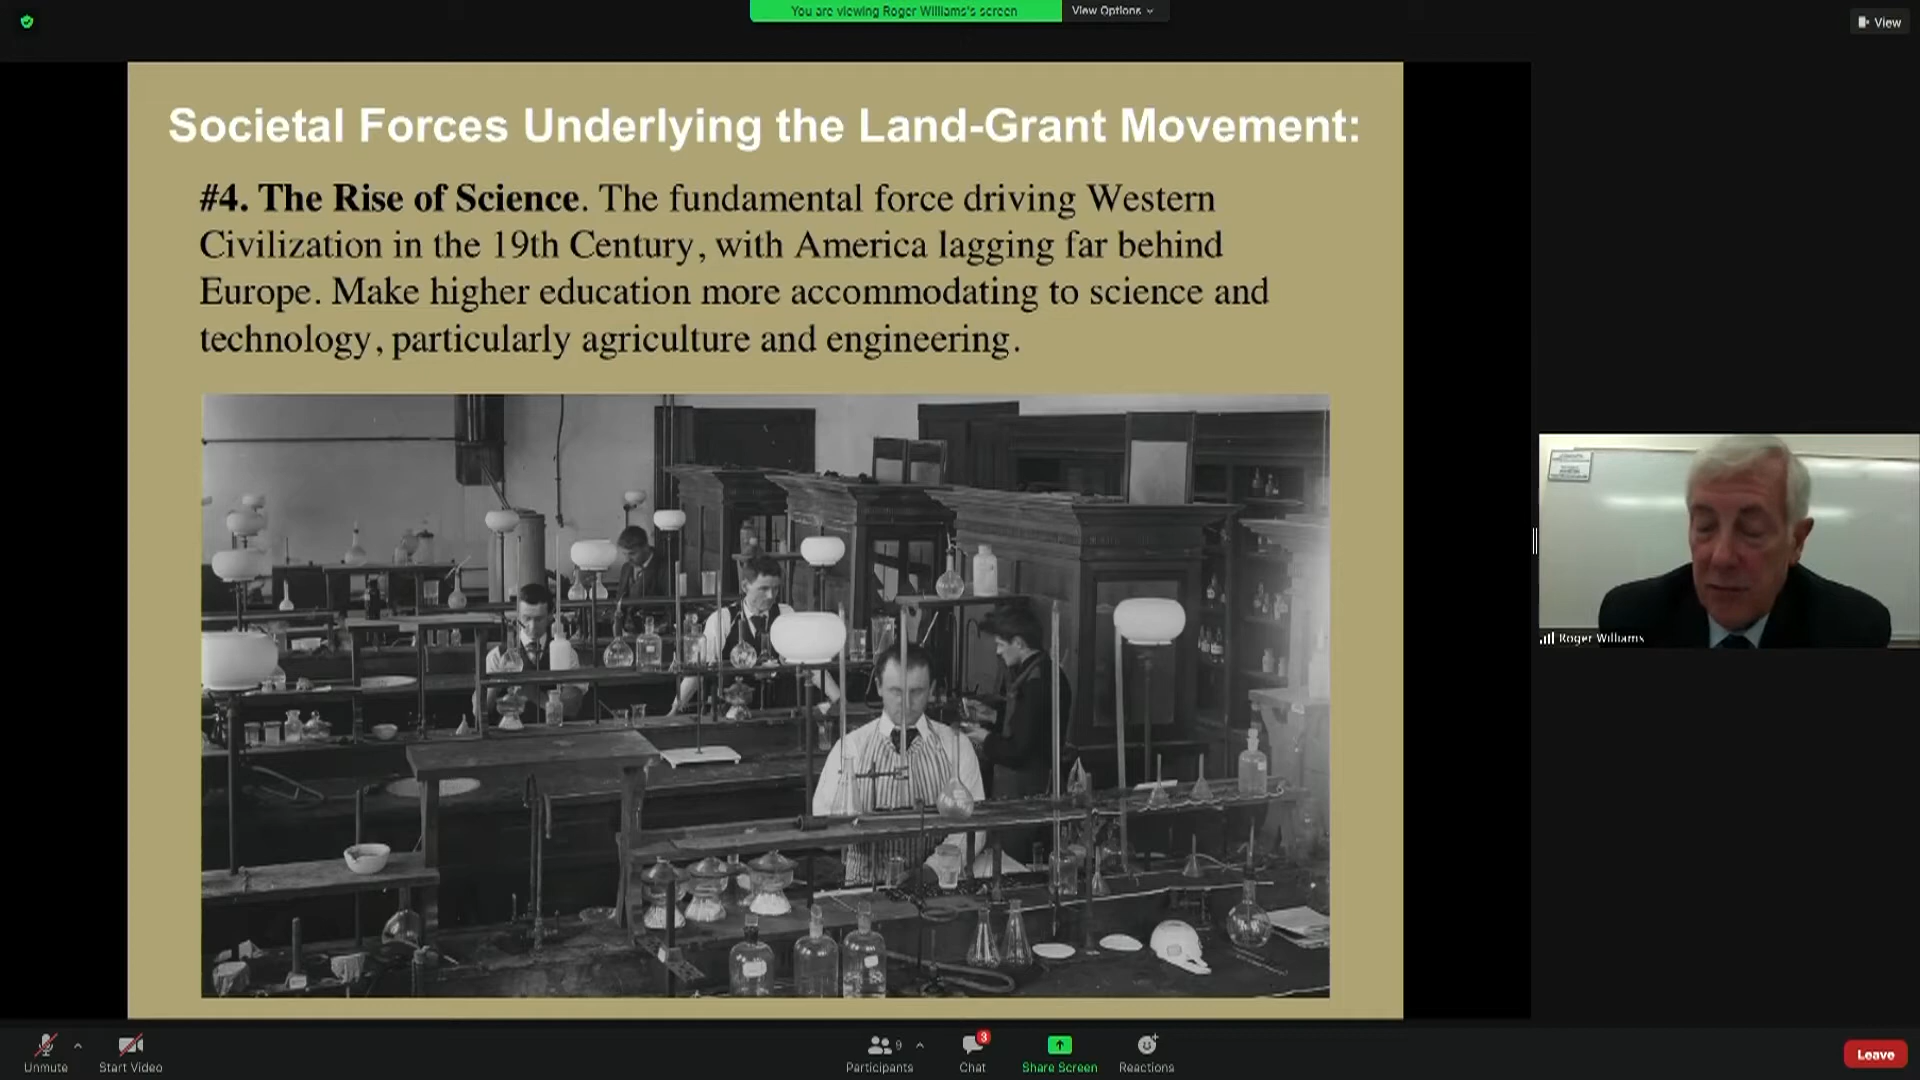 You are viewing Roger Williams's screen
View Options
View
Societal Forces Underlying the Land-Grant Movement:
#4. The Rise of Science. The fundamental force driving Western
Civilization in the 19th Century, with America lagging far behind
Europe. Make higher education more accommodating to science and
technology, particularly agriculture and engineering.
Roger Williams
Unmute
Start Video
9
Participants
3
Chat
Share Screen
Reactions
Leave